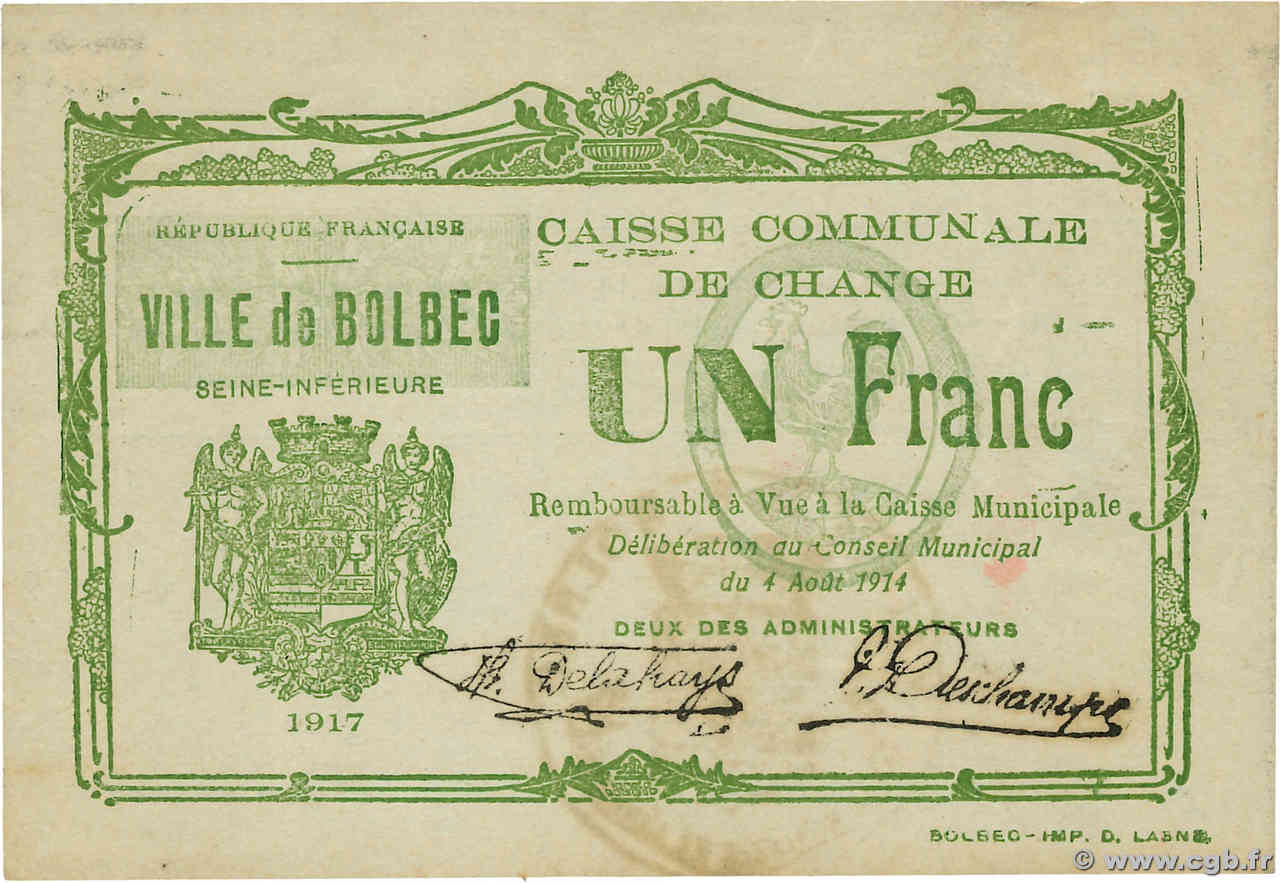 RÉPUBLIQUE FRANÇAISE
VILLE de BOLBEC
SEINE-INFÉRIEURE
1917
CAISSE COMMUNALE
DE CHANGE
UN Franc
Remboursable à Vue à la Caisse Municipale
Délibération du Conseil Municipal
du 4 Août 1914
DEUX DES ADMINISTRATEURS
Delahays
Deschamps
BOLBEC-IMP. D. LASNE
© www.cgb.fr